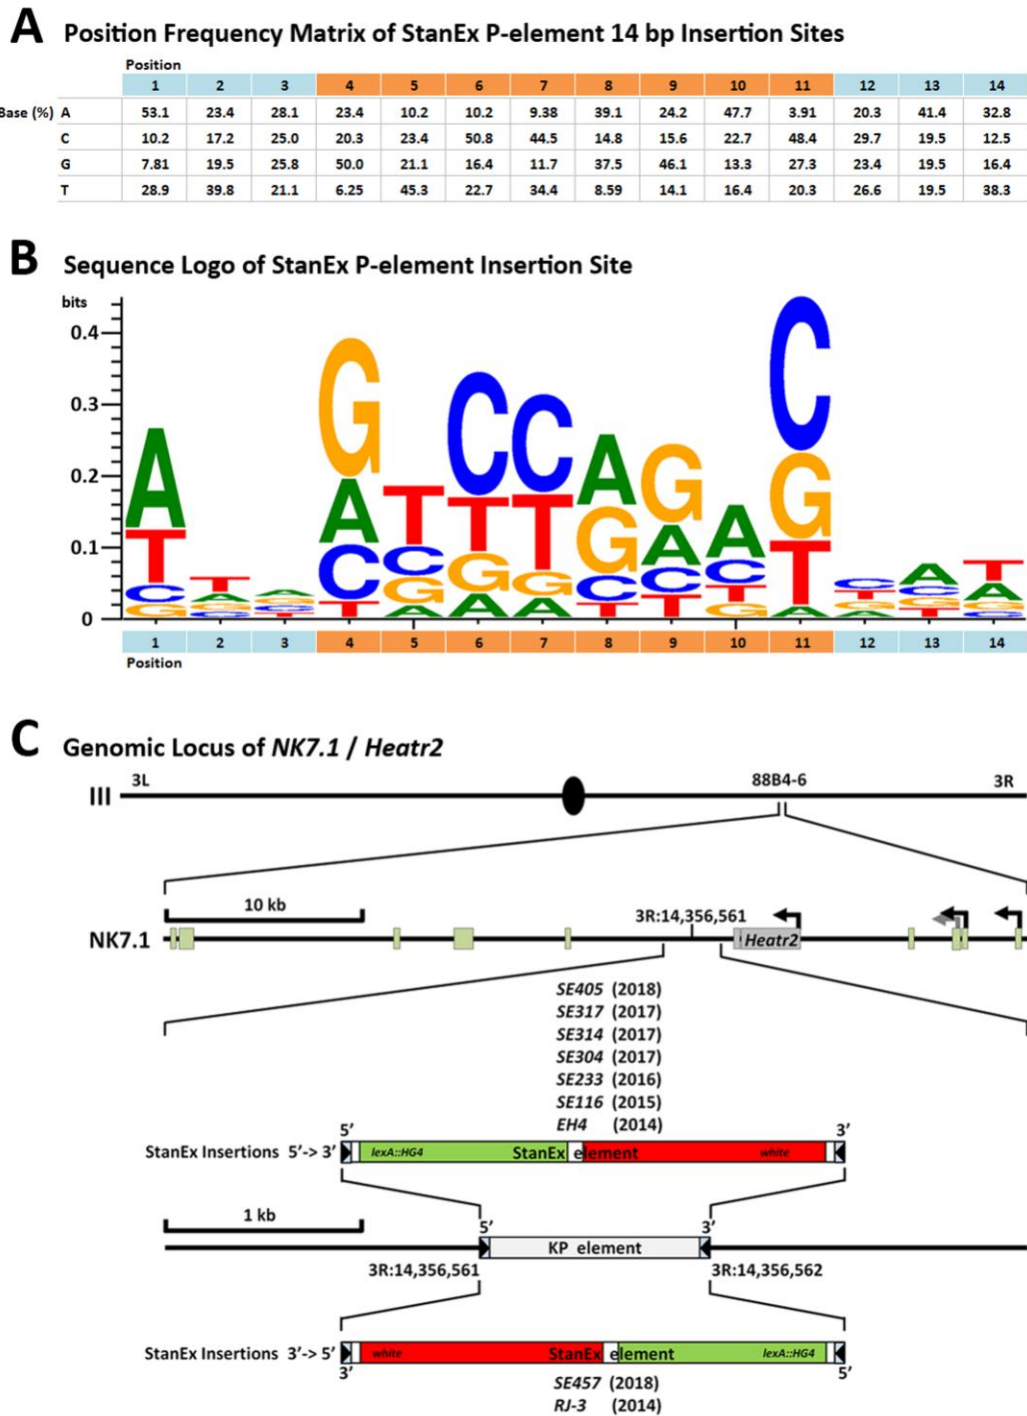 A Position Frequency Matrix of StanEx P-element 14 bp Insertion Sites
Position
1 2 3 4 5 6 7 8 9 10 11 12 13 14
Base (%) A 53.1 23.4 28.1 23.4 10.2 10.2 9.38 39.1 24.2 47.7 3.91 20.3 41.4 32.8
C 10.2 17.2 25.0 20.3 23.4 50.8 44.5 14.8 15.6 22.7 48.4 29.7 19.5 12.5
G 7.81 19.5 25.8 50.0 21.1 16.4 11.7 37.5 46.1 13.3 27.3 23.4 19.5 16.4
T 28.9 39.8 21.1 6.25 45.3 22.7 34.4 8.59 14.1 16.4 20.3 26.6 19.5 38.3
B Sequence Logo of StanEx P-element Insertion Site
bits
0.4
0.3
0.2
0.1
0
A T C G
T A G C
A G C T
G A C T
T C G A
C T G A
C T G A
A G C T
G A C T
A C T G
C G T A
C T G A
A C G T
T A G C
1 2 3 4 5 6 7 8 9 10 11 12 13 14
Position
C Genomic Locus of NK7.1 / Heatr2
3L 88B4-6 3R
III
10 kb 3R:14,356,561
NK7.1 Heatr2
SE405 (2018)
SE317 (2017)
SE314 (2017)
SE304 (2017)
SE233 (2016)
SE116 (2015)
EH4 (2014)
5’ 3’
StanEx Insertions 5’-> 3’ lexA::HG4 StanEx element white
1 kb 5’ 3’
KP element
3R:14,356,561 3R:14,356,562
StanEx Insertions 3’-> 5’ white StanEx element lexA::HG4
3’ 5’
SE457 (2018)
RJ-3 (2014)